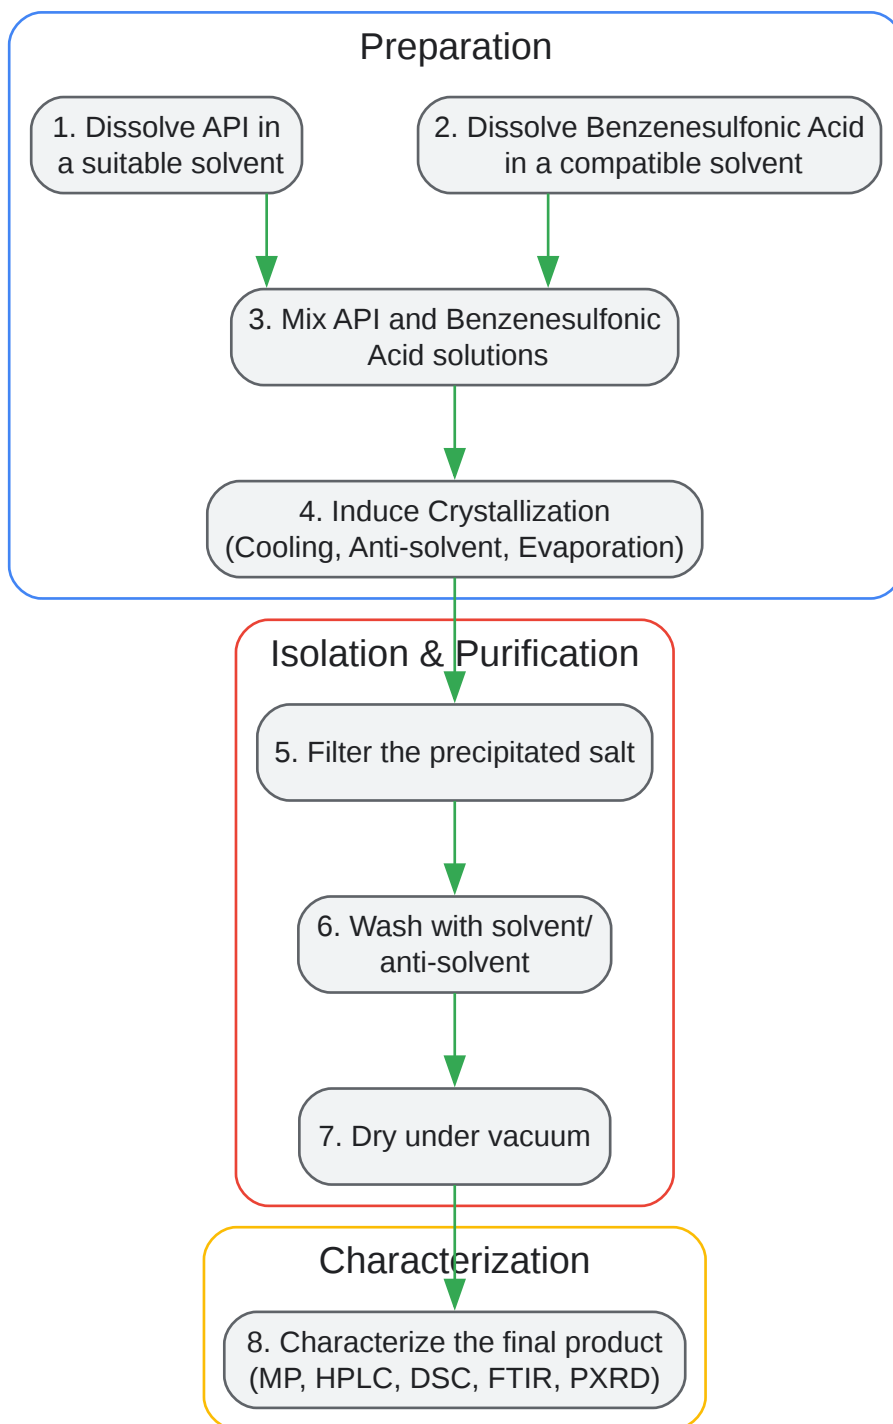 Preparation
1. Dissolve API in
a suitable solvent
2. Dissolve Benzenesulfonic Acid
in a compatible solvent
3. Mix API and Benzenesulfonic
Acid solutions
4. Induce Crystallization
(Cooling, Anti-solvent, Evaporation)
Isolation & Purification
5. Filter the precipitated salt
6. Wash with solvent/
anti-solvent
7. Dry under vacuum
Characterization
8. Characterize the final product
(MP, HPLC, DSC, FTIR, PXRD)